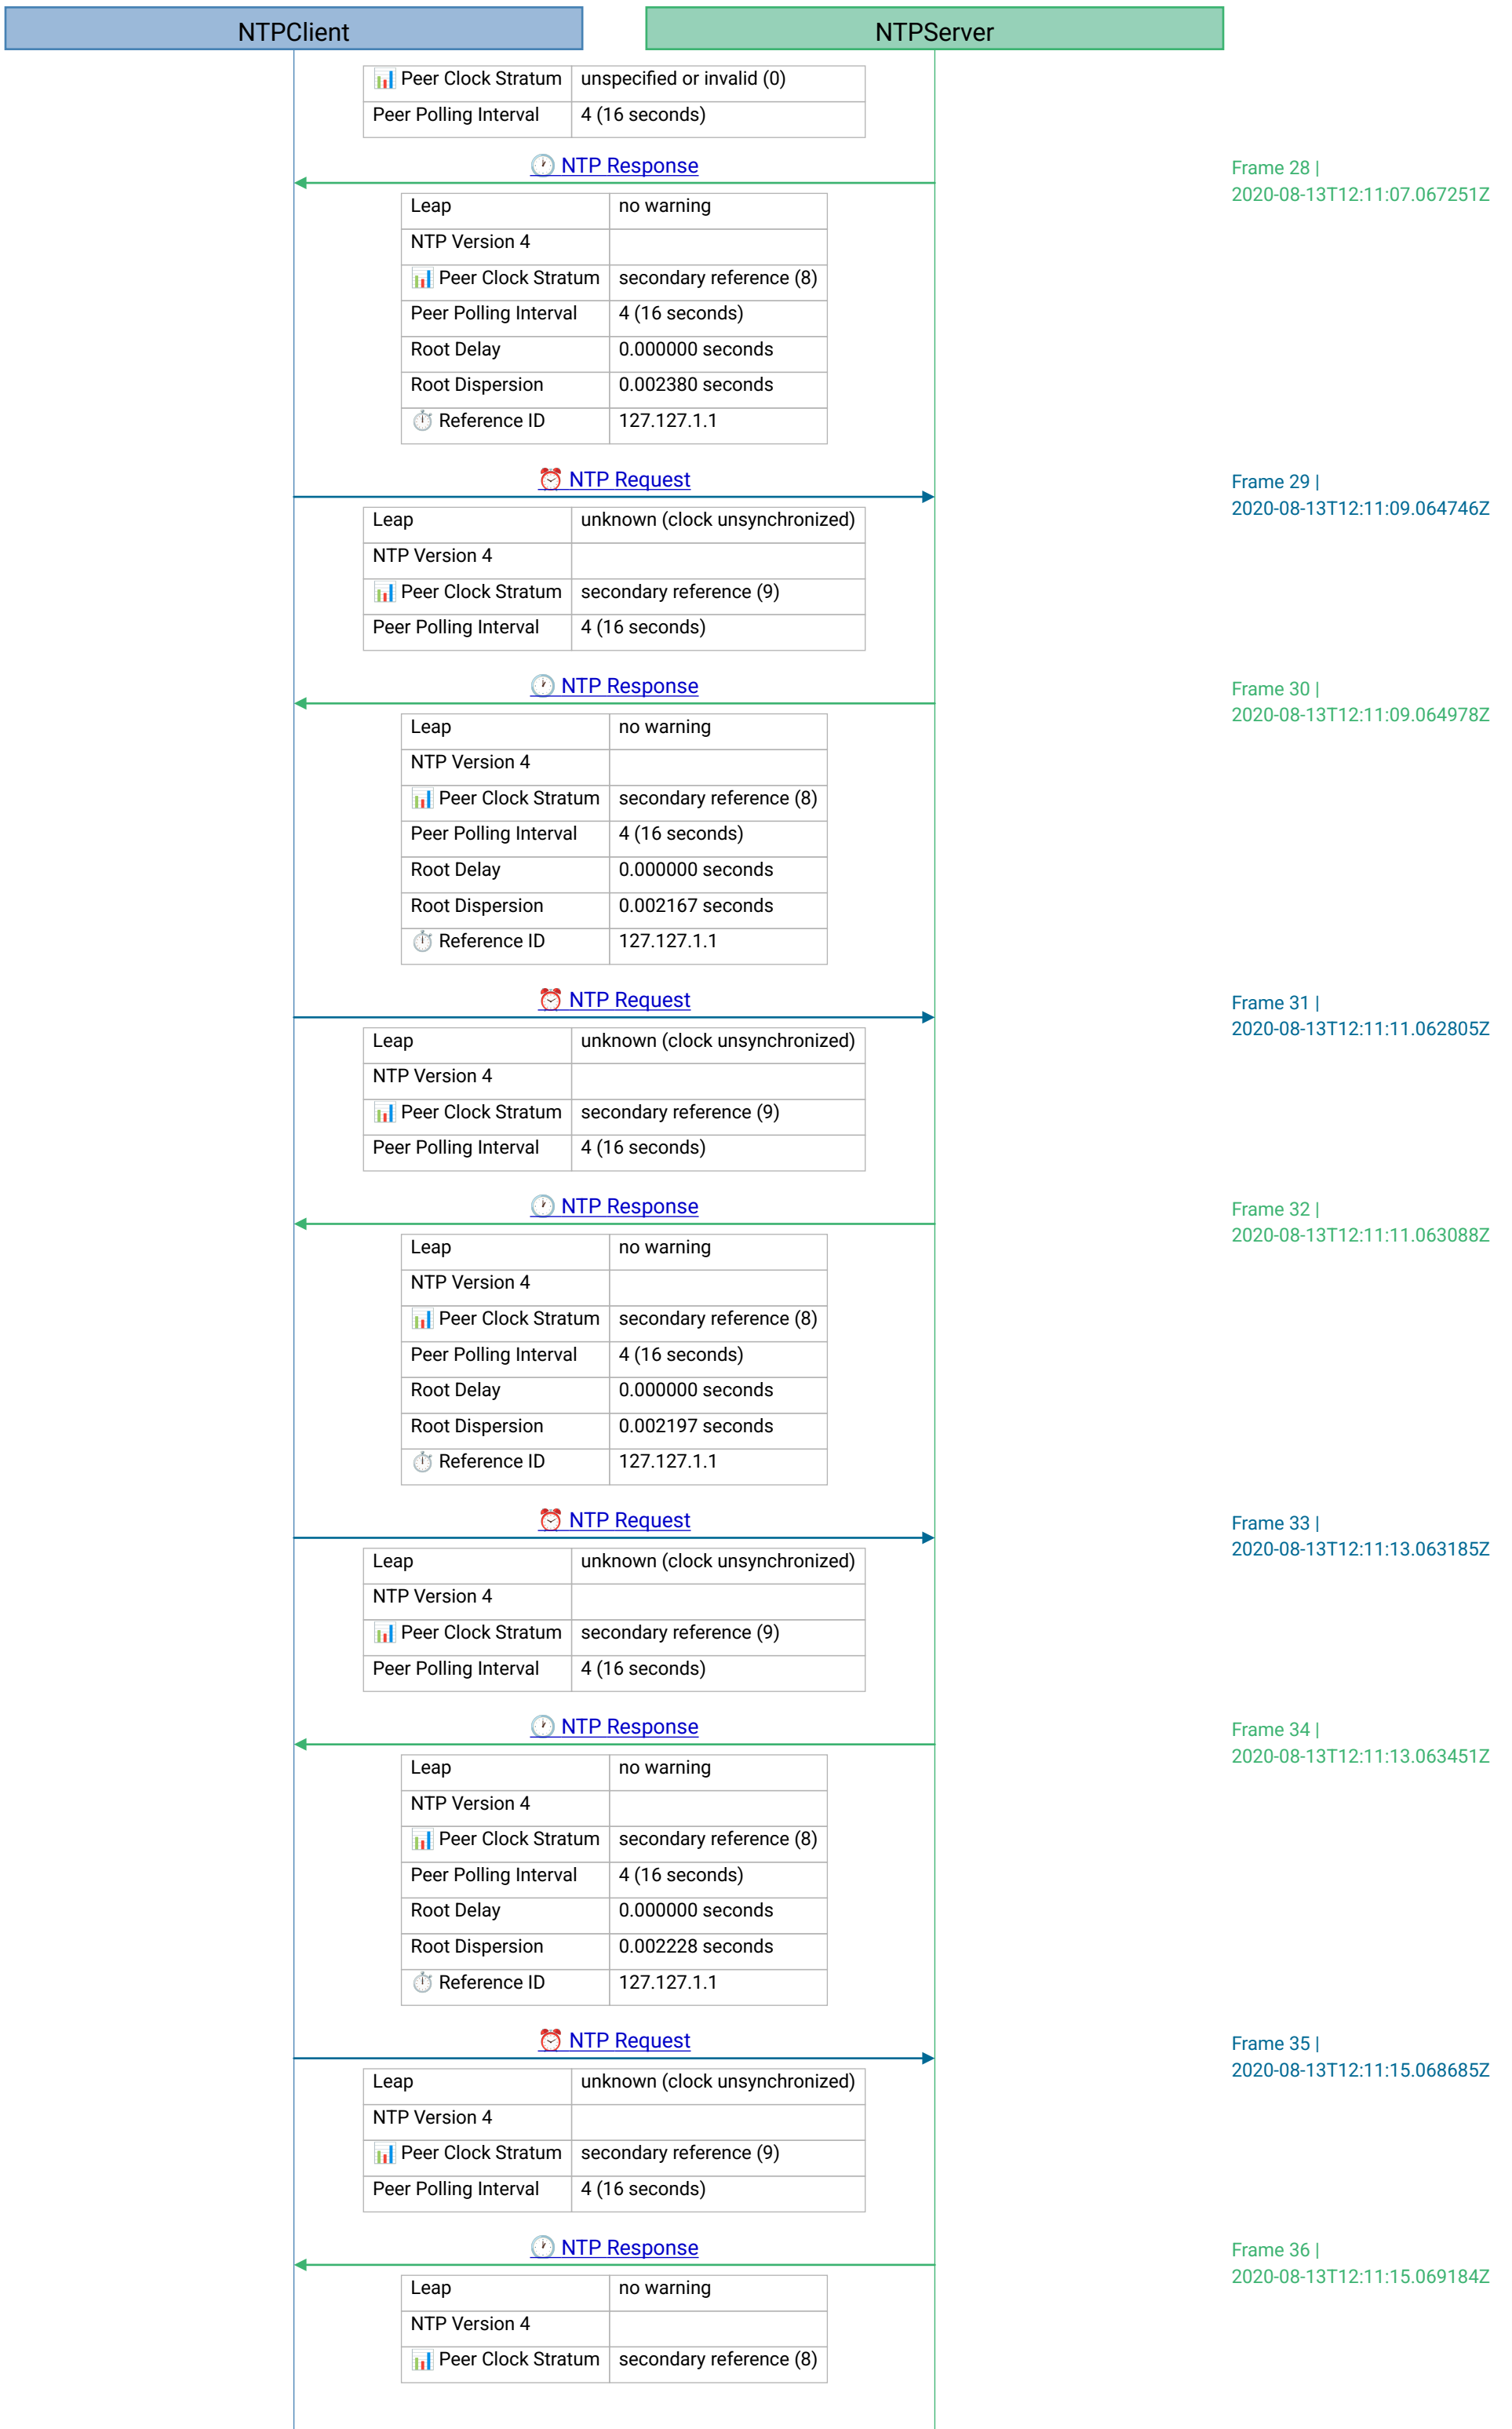 NTPClient NTPServer
📊 Peer Clock Stratum unspecified or invalid (0)
Peer Polling Interval 4 (16 seconds)
🕐 NTP Response Frame 28 |
2020-08-13T12:11:07.067251Z
Leap no warning
NTP Version 4
📊 Peer Clock Stratum secondary reference (8)
Peer Polling Interval 4 (16 seconds)
Root Delay 0.000000 seconds
Root Dispersion 0.002380 seconds
⏱ Reference ID 127.127.1.1
⏰ NTP Request Frame 29 |
2020-08-13T12:11:09.064746Z
Leap unknown (clock unsynchronized)
NTP Version 4
📊 Peer Clock Stratum secondary reference (9)
Peer Polling Interval 4 (16 seconds)
🕐 NTP Response Frame 30 |
2020-08-13T12:11:09.064978Z
Leap no warning
NTP Version 4
📊 Peer Clock Stratum secondary reference (8)
Peer Polling Interval 4 (16 seconds)
Root Delay 0.000000 seconds
Root Dispersion 0.002167 seconds
⏱ Reference ID 127.127.1.1
⏰ NTP Request Frame 31 |
2020-08-13T12:11:11.062805Z
Leap unknown (clock unsynchronized)
NTP Version 4
📊 Peer Clock Stratum secondary reference (9)
Peer Polling Interval 4 (16 seconds)
🕐 NTP Response Frame 32 |
2020-08-13T12:11:11.063088Z
Leap no warning
NTP Version 4
📊 Peer Clock Stratum secondary reference (8)
Peer Polling Interval 4 (16 seconds)
Root Delay 0.000000 seconds
Root Dispersion 0.002197 seconds
⏱ Reference ID 127.127.1.1
⏰ NTP Request Frame 33 |
2020-08-13T12:11:13.063185Z
Leap unknown (clock unsynchronized)
NTP Version 4
📊 Peer Clock Stratum secondary reference (9)
Peer Polling Interval 4 (16 seconds)
🕐 NTP Response Frame 34 |
2020-08-13T12:11:13.063451Z
Leap no warning
NTP Version 4
📊 Peer Clock Stratum secondary reference (8)
Peer Polling Interval 4 (16 seconds)
Root Delay 0.000000 seconds
Root Dispersion 0.002228 seconds
⏱ Reference ID 127.127.1.1
⏰ NTP Request Frame 35 |
2020-08-13T12:11:15.068685Z
Leap unknown (clock unsynchronized)
NTP Version 4
📊 Peer Clock Stratum secondary reference (9)
Peer Polling Interval 4 (16 seconds)
🕐 NTP Response Frame 36 |
2020-08-13T12:11:15.069184Z
Leap no warning
NTP Version 4
📊 Peer Clock Stratum secondary reference (8)